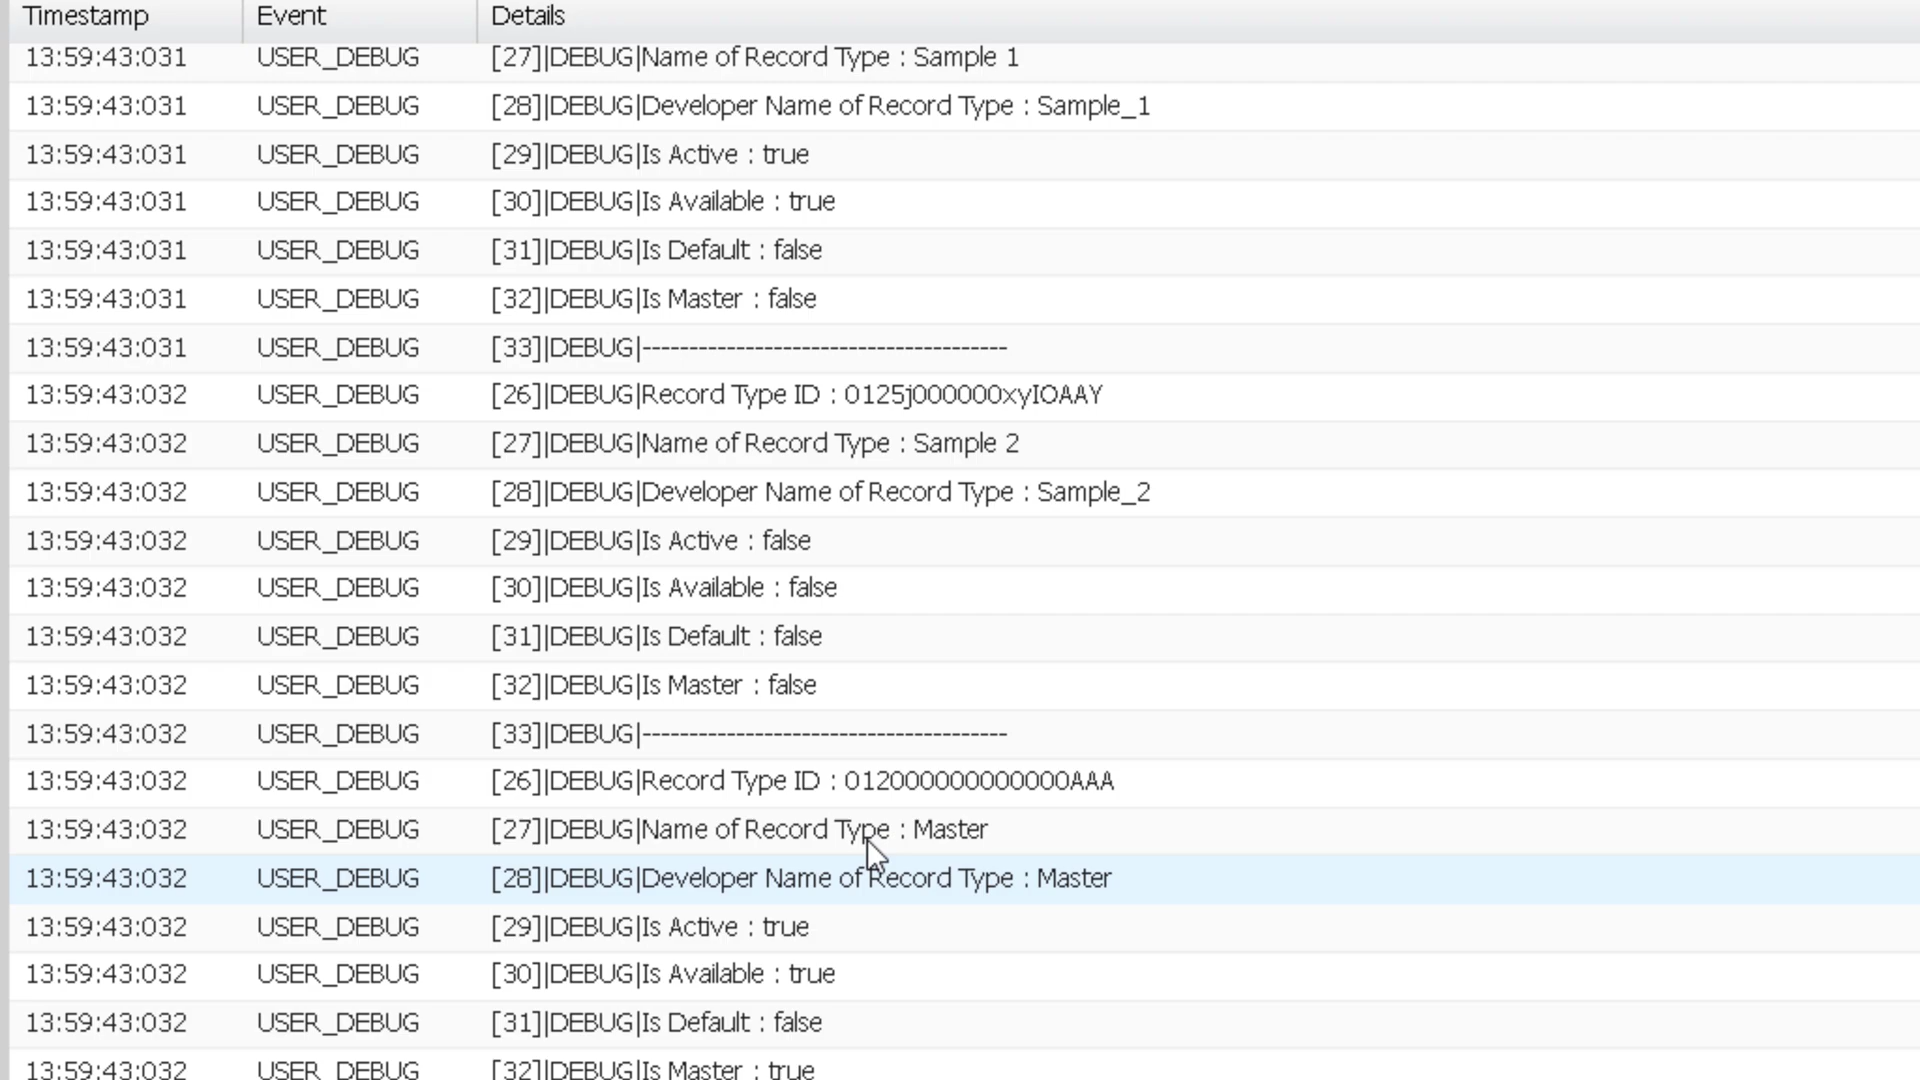 Timestamp Event Details
13:59:43:031 USER_DEBUG [27]|DEBUG|Name of Record Type : Sample 1
13:59:43:031 USER_DEBUG [28]|DEBUG|Developer Name of Record Type : Sample_1
13:59:43:031 USER_DEBUG [29]|DEBUG|Is Active : true
13:59:43:031 USER_DEBUG [30]|DEBUG|Is Available : true
13:59:43:031 USER_DEBUG [31]|DEBUG|Is Default : false
13:59:43:031 USER_DEBUG [32]|DEBUG|Is Master : false
13:59:43:031 USER_DEBUG [33]|DEBUG|---------------------------------------
13:59:43:032 USER_DEBUG [26]|DEBUG|Record Type ID : 0125j000000xyIOAAY
13:59:43:032 USER_DEBUG [27]|DEBUG|Name of Record Type : Sample 2
13:59:43:032 USER_DEBUG [28]|DEBUG|Developer Name of Record Type : Sample_2
13:59:43:032 USER_DEBUG [29]|DEBUG|Is Active : false
13:59:43:032 USER_DEBUG [30]|DEBUG|Is Available : false
13:59:43:032 USER_DEBUG [31]|DEBUG|Is Default : false
13:59:43:032 USER_DEBUG [32]|DEBUG|Is Master : false
13:59:43:032 USER_DEBUG [33]|DEBUG|---------------------------------------
13:59:43:032 USER_DEBUG [26]|DEBUG|Record Type ID : 012000000000000AAA
13:59:43:032 USER_DEBUG [27]|DEBUG|Name of Record Type : Master
13:59:43:032 USER_DEBUG [28]|DEBUG|Developer Name of Record Type : Master
13:59:43:032 USER_DEBUG [29]|DEBUG|Is Active : true
13:59:43:032 USER_DEBUG [30]|DEBUG|Is Available : true
13:59:43:032 USER_DEBUG [31]|DEBUG|Is Default : false
13:59:43:032 USER_DEBUG [32]|DEBUG|Is Master : true